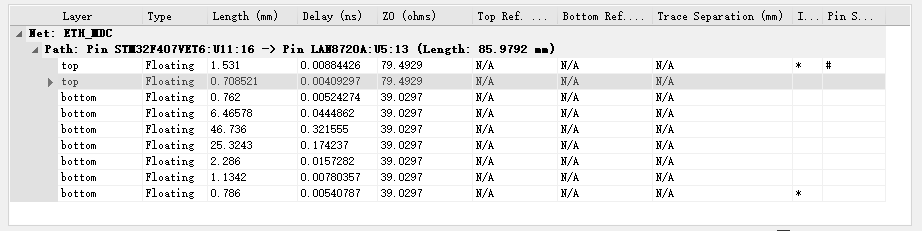 Layer Type Length (mm) Delay (ns) ZO (ohms) Top Ref. ... Bottom Ref... Trace Separation (mm) I... Pin S...
Net: ETH_MDC
Path: Pin STM32F407VET6:U11:16 -> Pin LAN8720A:U5:13 (Length: 85.9792 mm)
top Floating 1.531 0.00884426 79.4929 N/A N/A N/A * #
top Floating 0.708521 0.00409297 79.4929 N/A N/A N/A
bottom Floating 0.762 0.00524274 39.0297 N/A N/A N/A
bottom Floating 6.46578 0.0444862 39.0297 N/A N/A N/A
bottom Floating 46.736 0.321555 39.0297 N/A N/A N/A
bottom Floating 25.3243 0.174237 39.0297 N/A N/A N/A
bottom Floating 2.286 0.0157282 39.0297 N/A N/A N/A
bottom Floating 1.1342 0.00780357 39.0297 N/A N/A N/A
bottom Floating 0.786 0.00540787 39.0297 N/A N/A N/A *